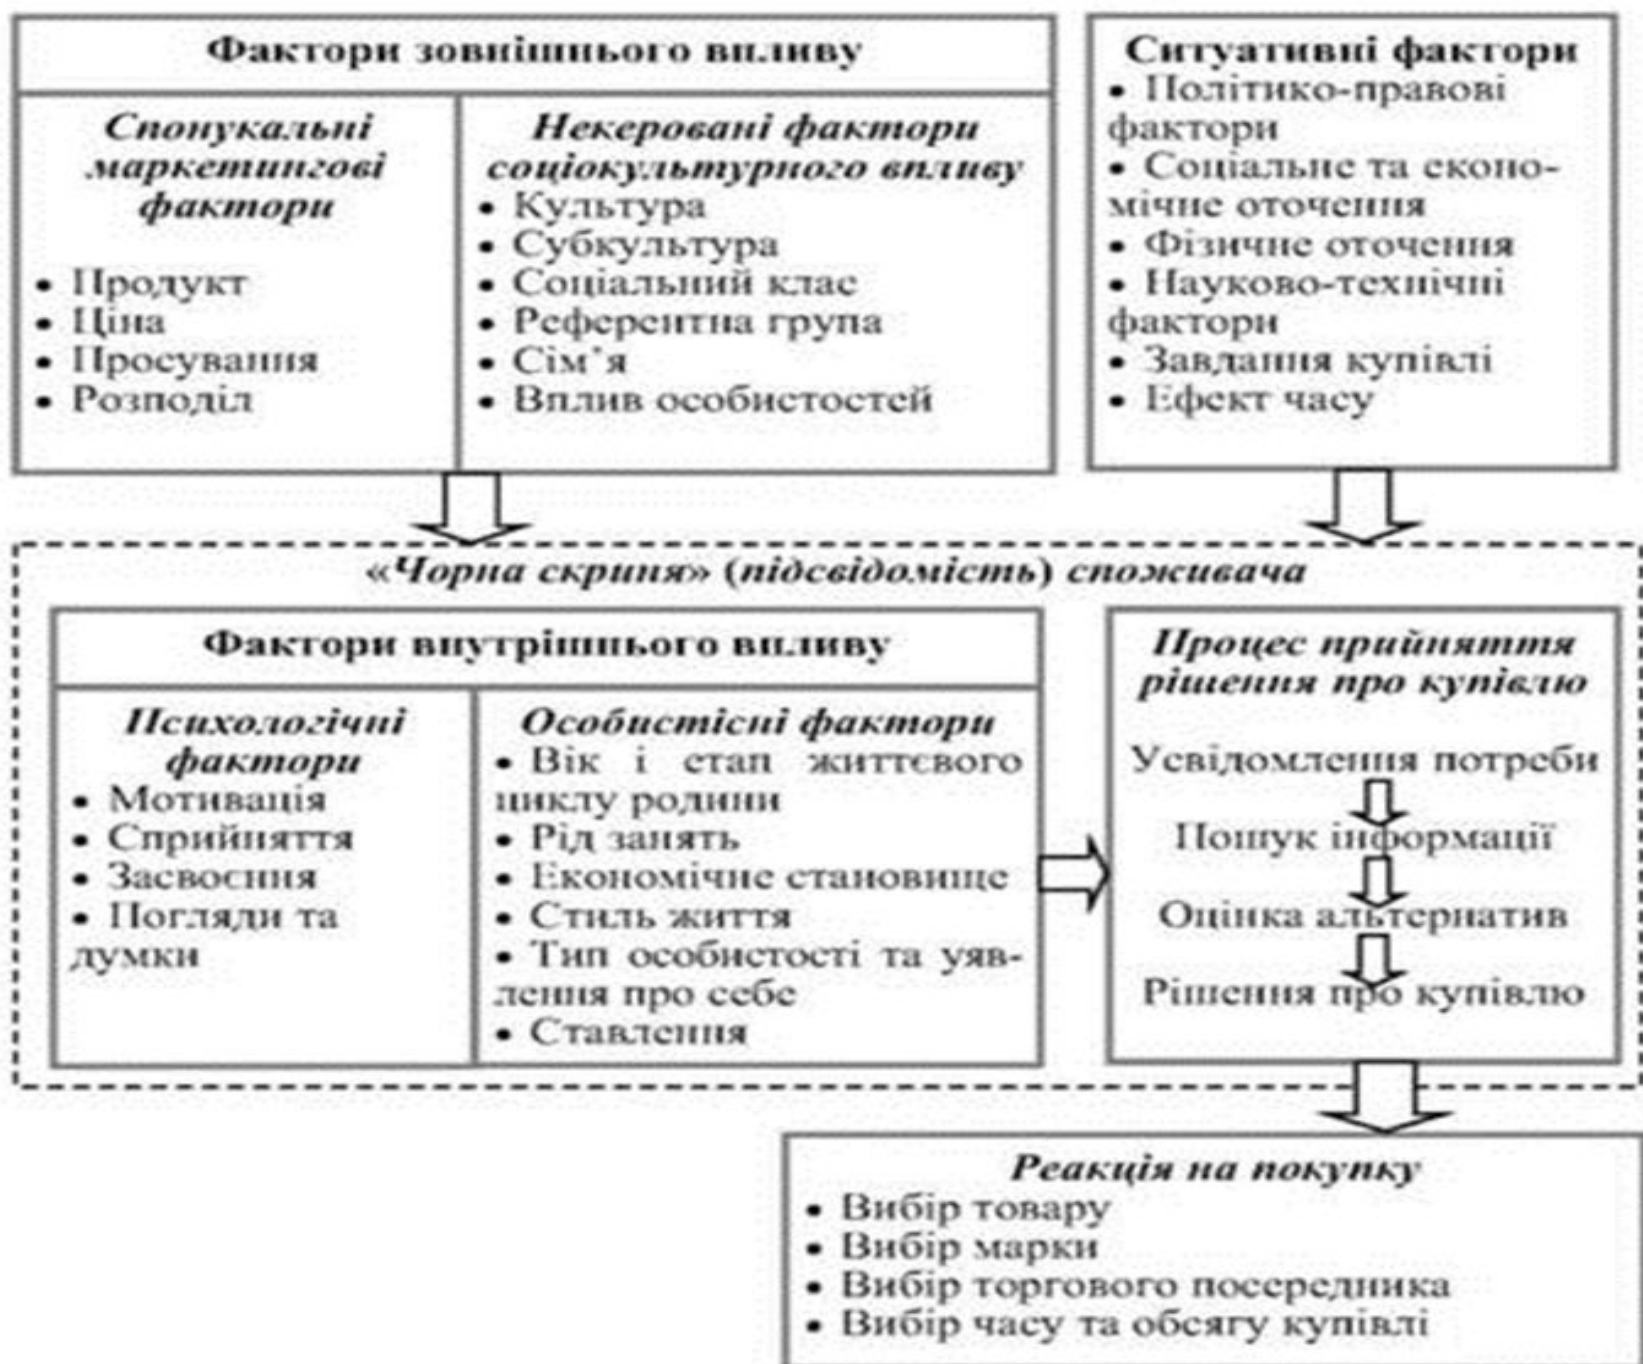 Фактори зовнішнього впливу
Спонукальні
маркетингові
фактори
• Продукт
• Ціна
• Просування
• Розподіл
Некеровані фактори
соціокультурного впливу
• Культура
• Субкультура
• Соціальний клас
• Референтна група
• Сім'я
• Вплив особистостей
Ситуативні фактори
• Політико-правові
фактори
• Соціальне та еконо-
мічне оточення
• Фізичне оточення
• Науково-технічні
фактори
• Завдання купівлі
• Ефект часу
«Чорна скриня» (підсвідомість) споживача
Фактори внутрішнього впливу
Психологічні
фактори
• Мотивація
• Сприйняття
• Засвоєння
• Погляди та
думки
Особистісні фактори
• Вік і етап життєвого
циклу родини
• Рід занять
• Економічне становище
• Стиль життя
• Тип особистості та уяв-
лення про себе
• Ставлення
Процес прийняття
рішення про купівлю
Усвідомлення потреби
Пошук інформації
Оцінка альтернатив
Рішення про купівлю
Реакція на покупку
• Вибір товару
• Вибір марки
• Вибір торгового посередника
• Вибір часу та обсягу купівлі